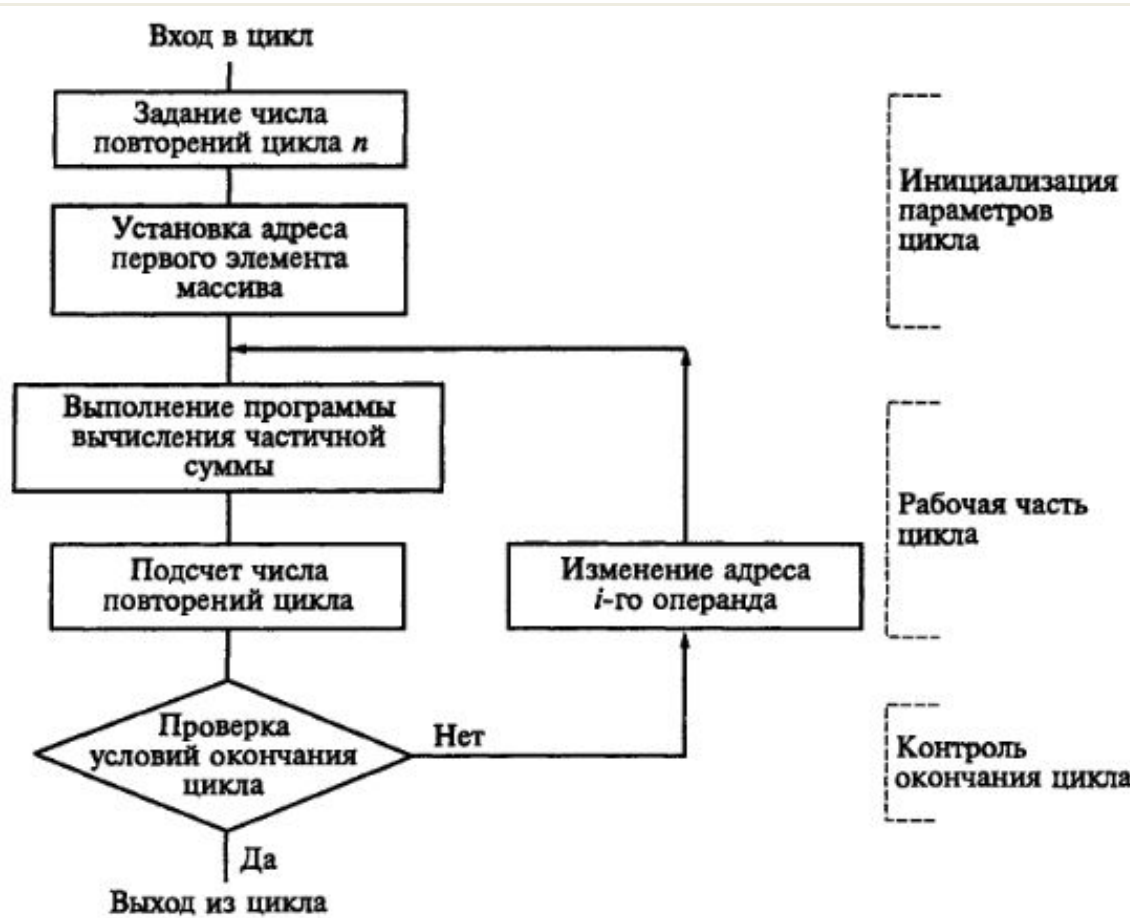 Вход в цикл
Задание числа
повторений цикла n
Установка адреса
первого элемента
массива
Выполнение программы
вычисления частичной
суммы
Подсчет числа
повторений цикла
Изменение адреса
i-го операнда
Проверка
условий окончания
цикла
Нет
Да
Выход из цикла
Инициализация
параметров
цикла
Рабочая часть
цикла
Контроль
окончания цикла